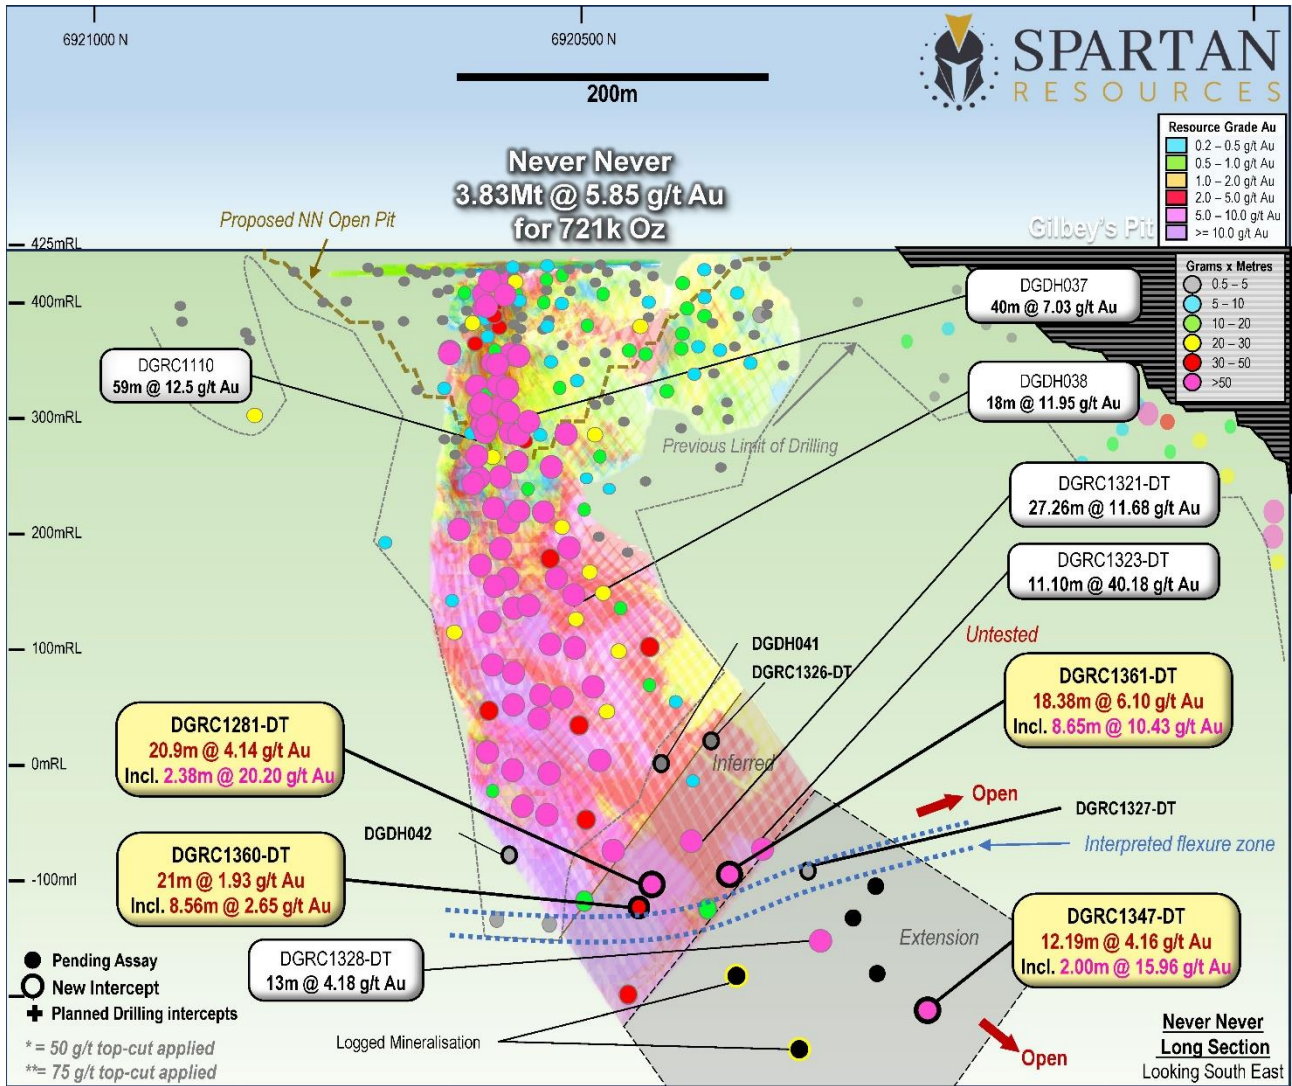 6921000 N
6920500 N
SPARTAN
RESOURCES
200m
Resource Grade Au
0.2 – 0.5 g/t Au
0.5 – 1.0 g/t Au
1.0 – 2.0 g/t Au
2.0 – 5.0 g/t Au
5.0 – 10.0 g/t Au
>= 10.0 g/t Au
Never Never
3.83Mt @ 5.85 g/t Au
for 721k Oz
Proposed NN Open Pit
Gilbey's Pit
425mRL
Grams x Metres
0.5 – 5
5 – 10
10 – 20
20 – 30
30 – 50
>50
DGDH037
40m @ 7.03 g/t Au
400mRL
DGRC1110
59m @ 12.5 g/t Au
DGDH038
18m @ 11.95 g/t Au
300mRL
Previous Limit of Drilling
DGRC1321-DT
27.26m @ 11.68 g/t Au
200mRL
DGRC1323-DT
11.10m @ 40.18 g/t Au
Untested
100mRL
DGDH041
DGRC1326-DT
DGRC1361-DT
18.38m @ 6.10 g/t Au
Incl. 8.65m @ 10.43 g/t Au
DGRC1281-DT
20.9m @ 4.14 g/t Au
Incl. 2.38m @ 20.20 g/t Au
0mRL
Inferred
Open
DGRC1327-DT
DGDH042
Interpreted flexure zone
DGRC1360-DT
21m @ 1.93 g/t Au
Incl. 8.56m @ 2.65 g/t Au
-100mrl
Extension
DGRC1347-DT
12.19m @ 4.16 g/t Au
Incl. 2.00m @ 15.96 g/t Au
DGRC1328-DT
13m @ 4.18 g/t Au
Pending Assay
New Intercept
Planned Drilling intercepts
* = 50 g/t top-cut applied
**= 75 g/t top-cut applied
Logged Mineralisation
Open
Never Never
Long Section
Looking South East